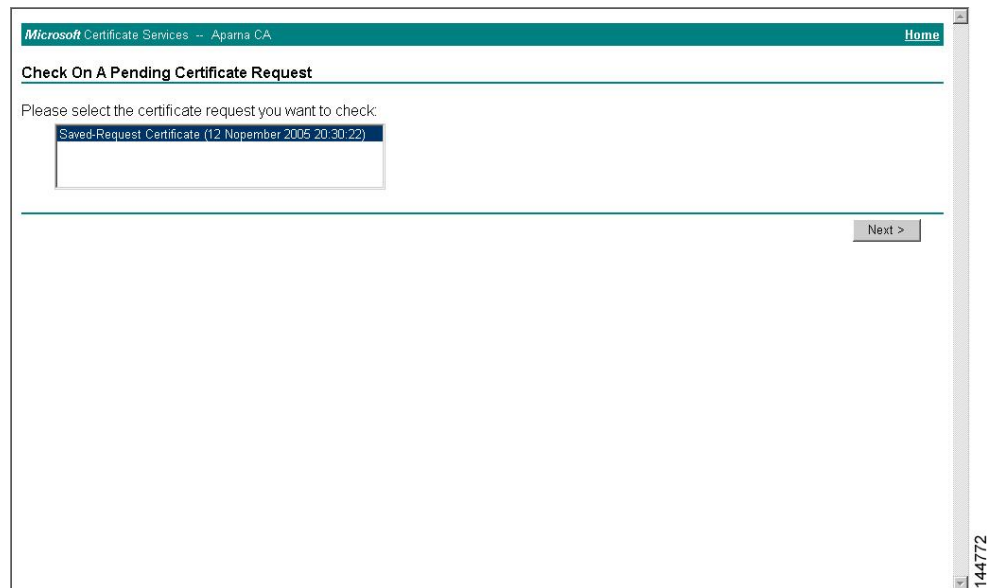 Microsoft Certificate Services -- Aparna CA Home
Check On A Pending Certificate Request
Please select the certificate request you want to check:
Saved-Request Certificate (12 Nopember 2005 20:30:22)
Next >
144772